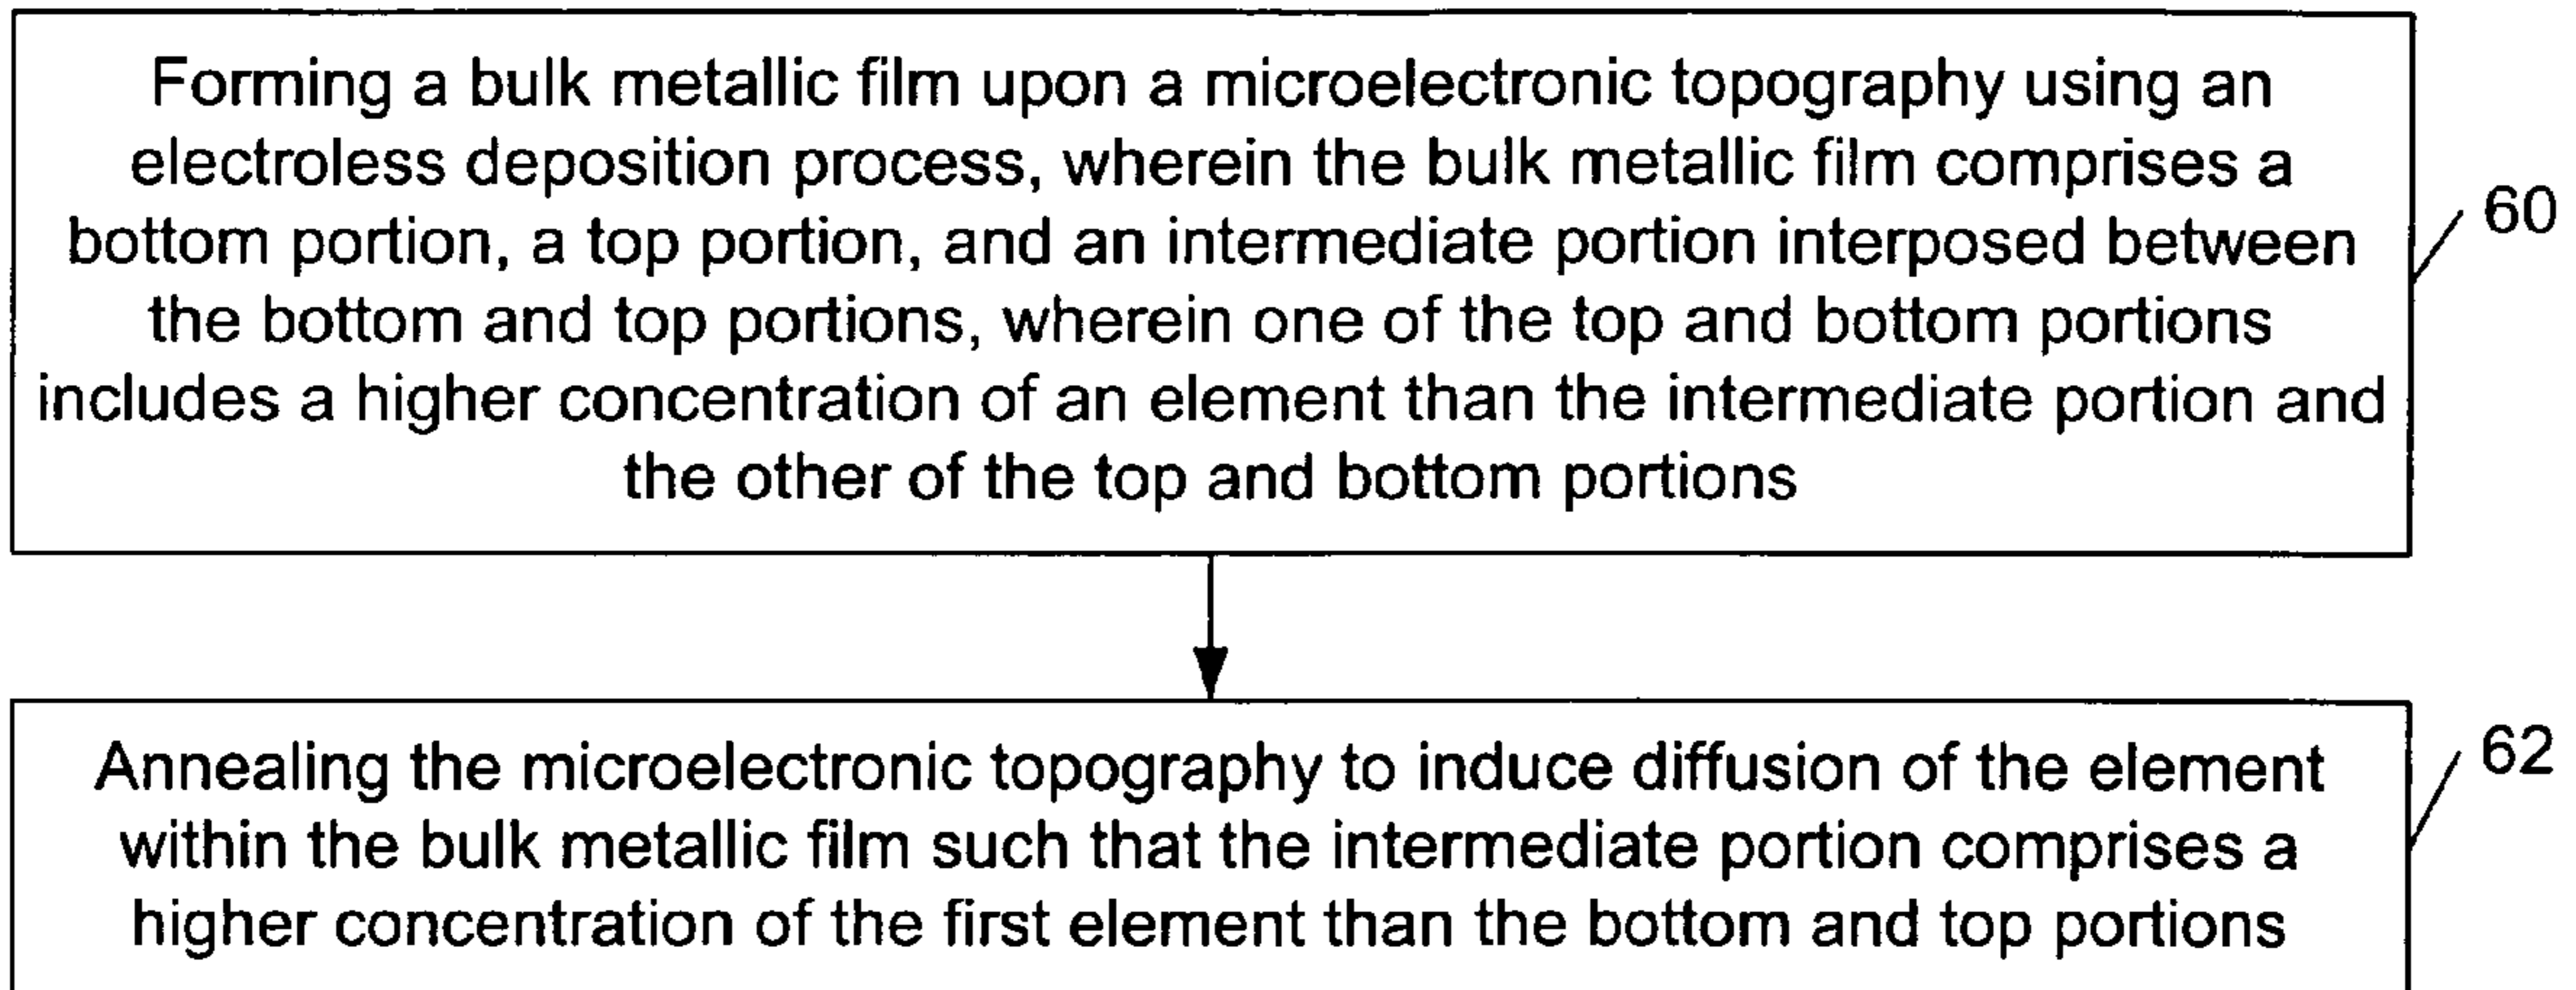 Forming a bulk metallic film upon a microelectronic topography using an
electroless deposition process, wherein the bulk metallic film comprises a
bottom portion, a top portion, and an intermediate portion interposed between
the bottom and top portions, wherein one of the top and bottom portions
includes a higher concentration of an element than the intermediate portion and
the other of the top and bottom portions
60
Annealing the microelectronic topography to induce diffusion of the element
within the bulk metallic film such that the intermediate portion comprises a
higher concentration of the first element than the bottom and top portions
62